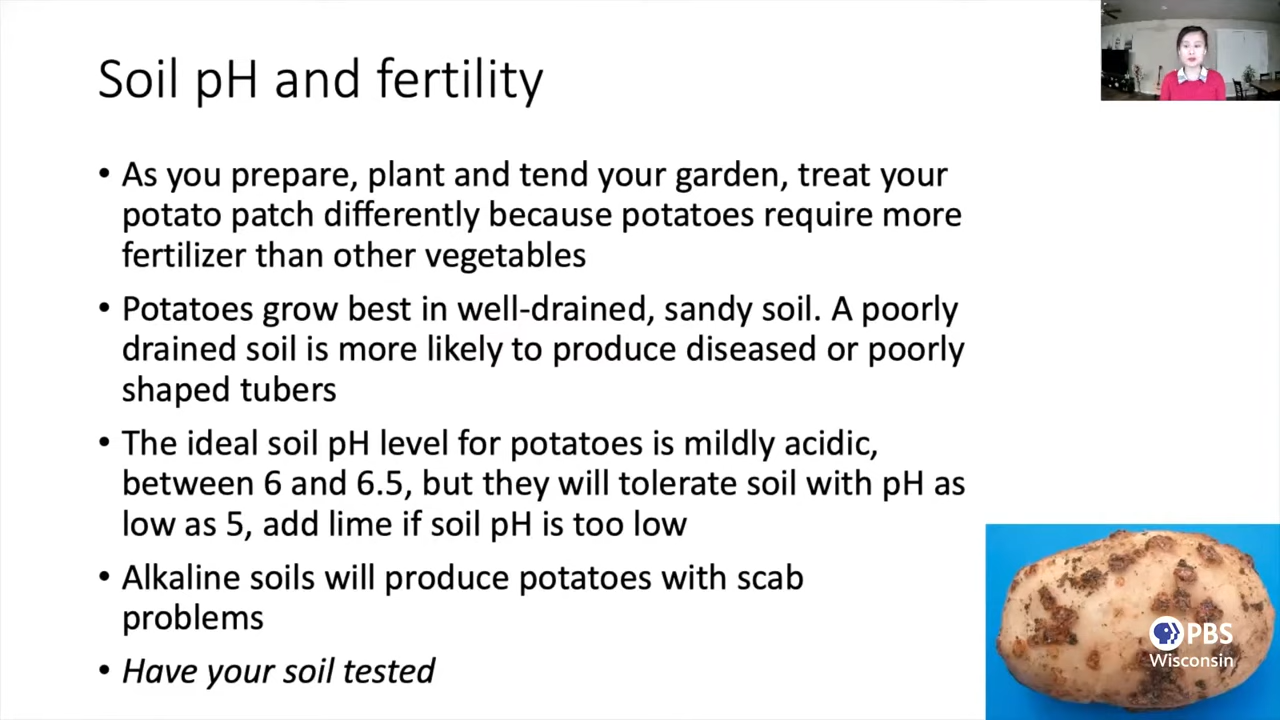 Soil pH and fertility
• As you prepare, plant and tend your garden, treat your
potato patch differently because potatoes require more
fertilizer than other vegetables
• Potatoes grow best in well-drained, sandy soil. A poorly
drained soil is more likely to produce diseased or poorly
shaped tubers
• The ideal soil pH level for potatoes is mildly acidic,
between 6 and 6.5, but they will tolerate soil with pH as
low as 5, add lime if soil pH is too low
• Alkaline soils will produce potatoes with scab
problems
• Have your soil tested
PBS
Wisconsin